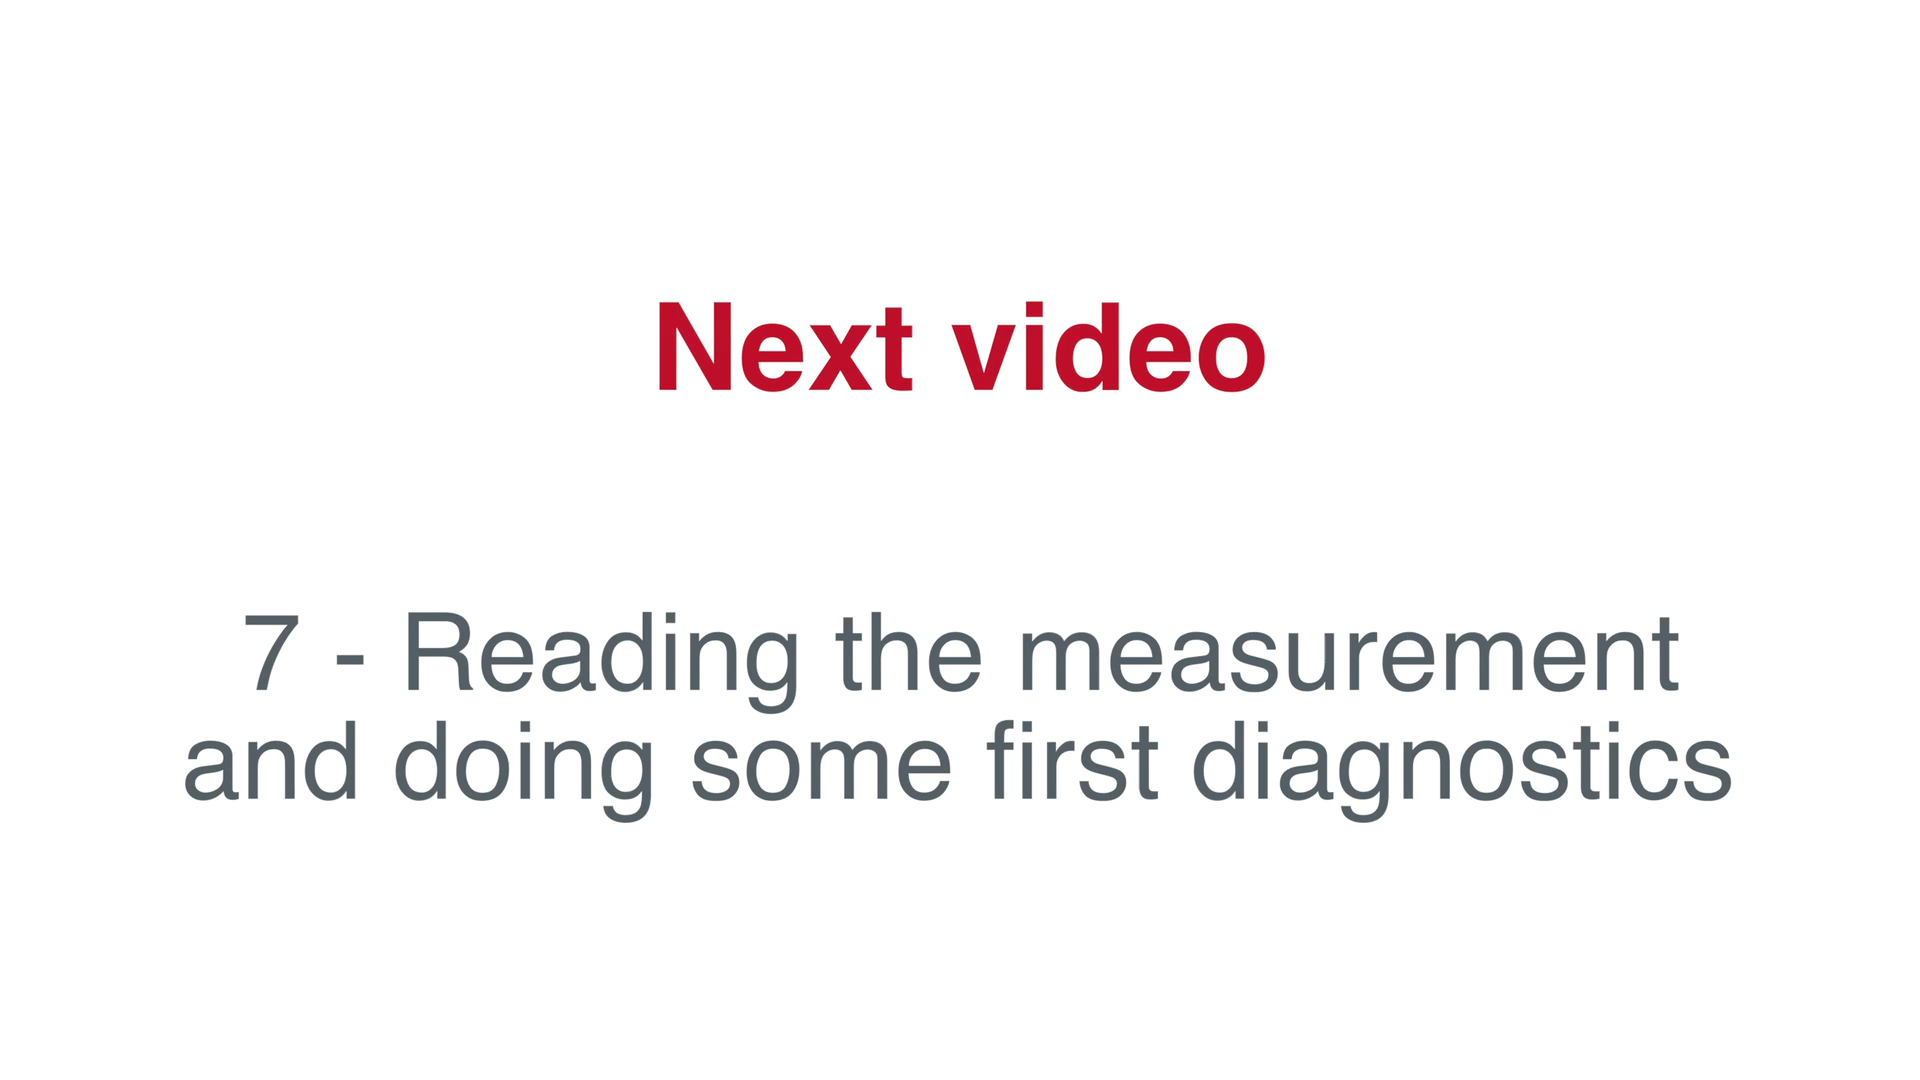 Next video
7 - Reading the measurement
and doing some first diagnostics